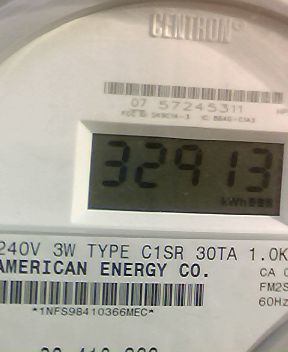 CENTRON®
07 57245311
32913
kWh
240V 3W TYPE C1SR 30TA 1.0K
AMERICAN ENERGY CO.
CA
FM2S
60Hz
*1NFS98410366MEC*